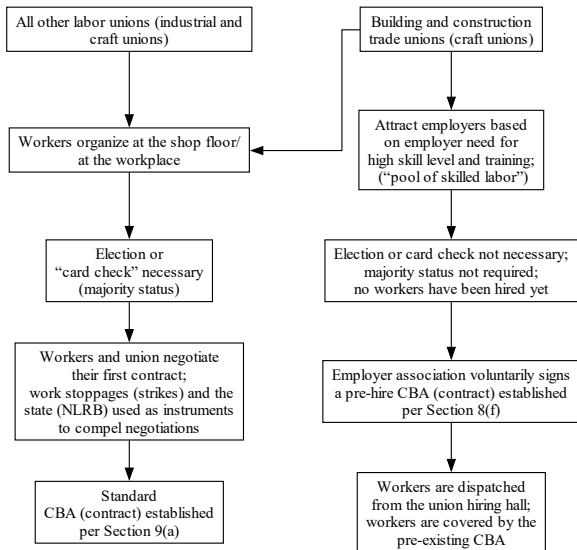 All other labor unions (industrial and
craft unions)
Building and construction
trade unions (craft unions)
Workers organize at the shop floor/
at the workplace
Attract employers based
on employer need for
high skill level and training;
(“pool of skilled labor”)
Election or
“card check” necessary
(majority status)
Election or card check not necessary;
majority status not required;
no workers have been hired yet
Workers and union negotiate
their first contract;
work stoppages (strikes) and the
state (NLRB) used as instruments
to compel negotiations
Employer association voluntarily signs
a pre-hire CBA (contract) established
per Section 8(f)
Standard
CBA (contract) established
per Section 9(a)
Workers are dispatched
from the union hiring hall;
workers are covered by the
pre-existing CBA